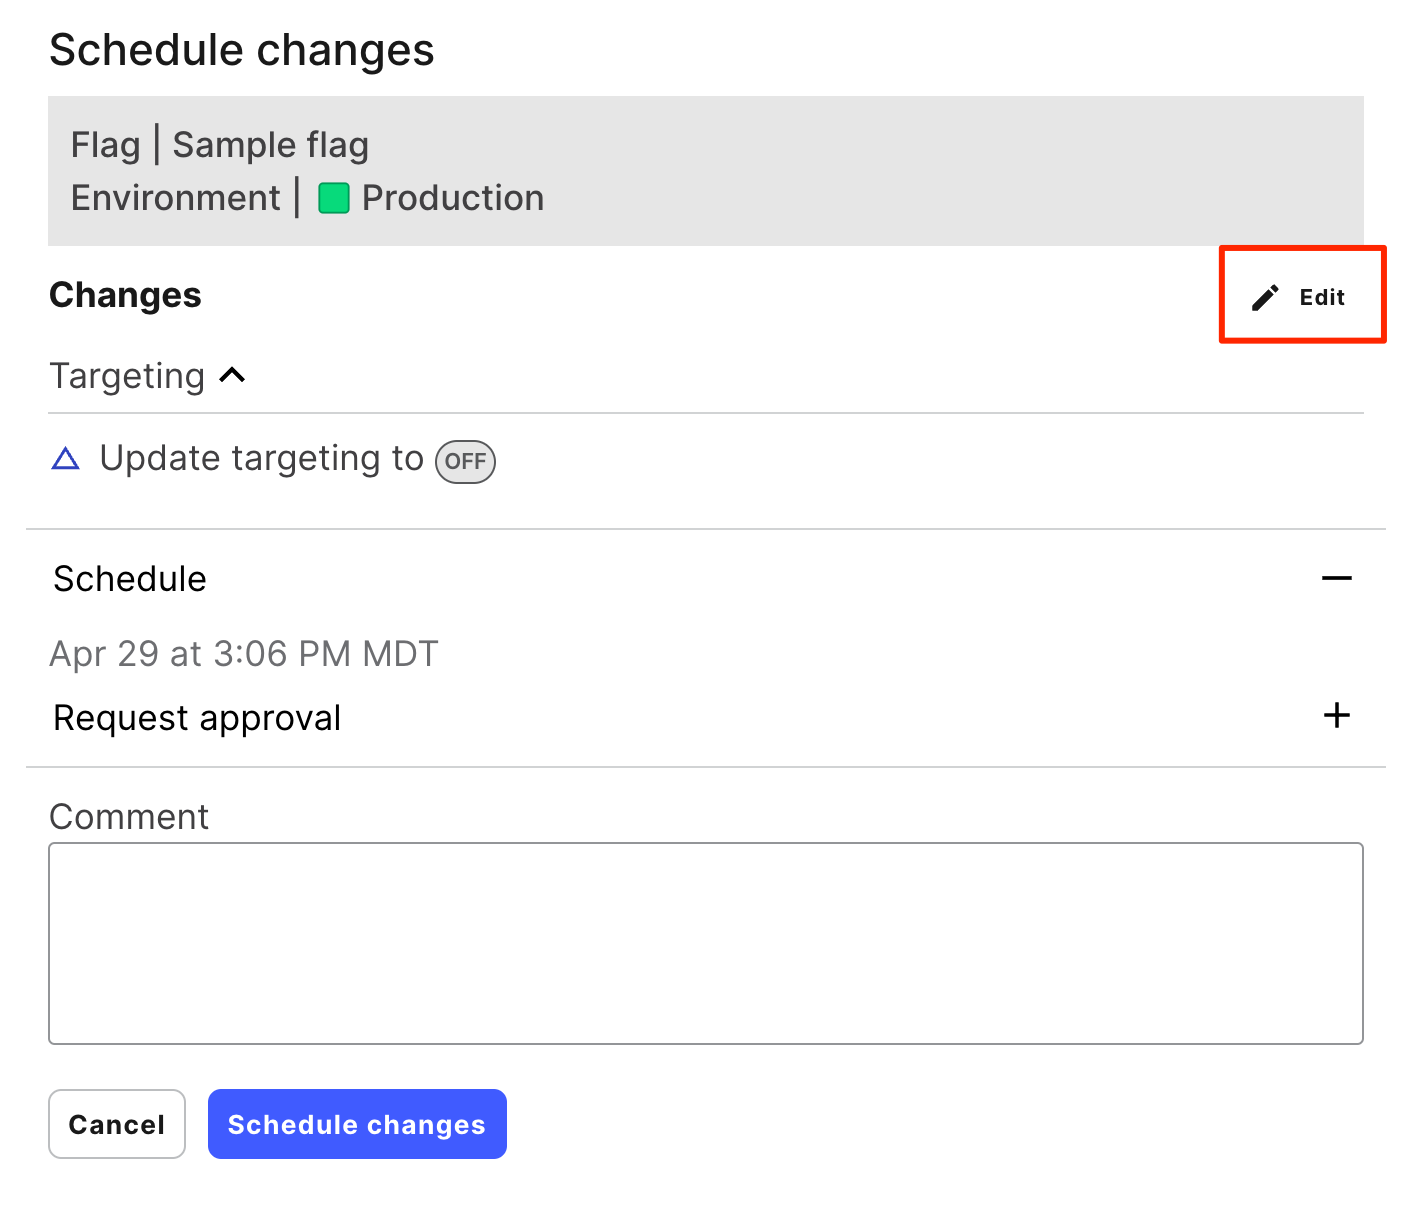 Schedule changes
Flag | Sample flag
Environment | Production
Changes
Edit
Targeting
Update targeting to OFF
Schedule
Apr 29 at 3:06 PM MDT
Request approval
Comment
Cancel
Schedule changes